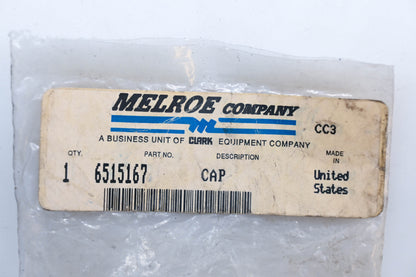 MELROE COMPANY
m
CC3
A BUSINESS UNIT OF CLARK EQUIPMENT COMPANY
QTY. PART NO. DESCRIPTION MADE IN
1 6515167 CAP United States